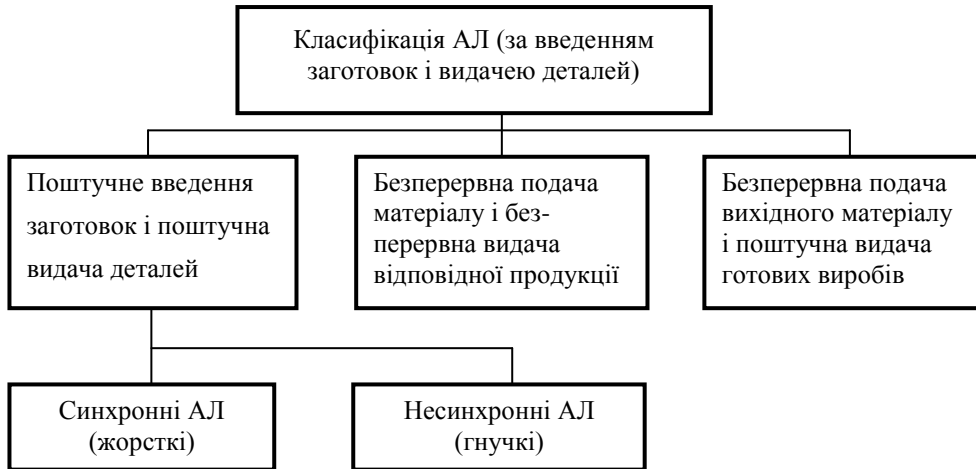 Класифікація АЛ (за введенням
заготовок і видачею деталей)
Поштучне введення
заготовок і поштучна
видача деталей
Безперервна подача
матеріалу і без-
перервна видача
відповідної продукції
Безперервна подача
вихідного матеріалу
і поштучна видача
готових виробів
Синхронні АЛ
(жорсткі)
Несинхронні АЛ
(гнучкі)